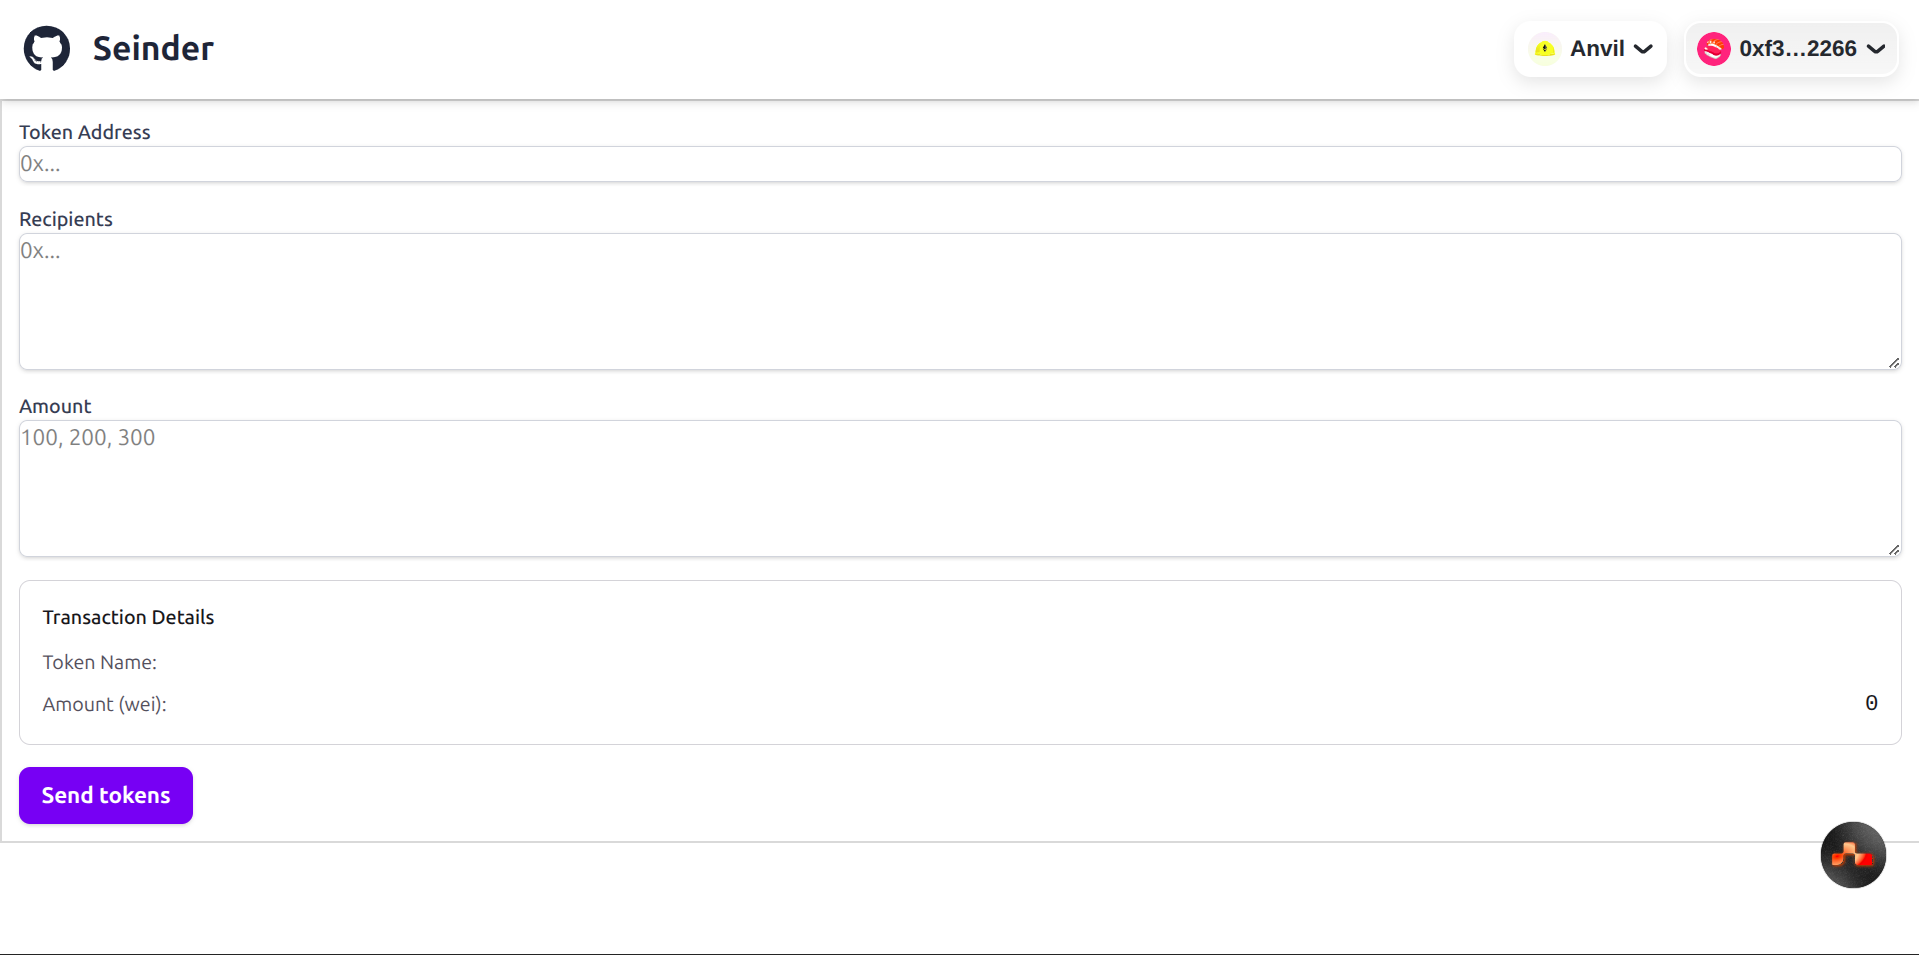 Seinder
Anvil
0xf3...2266
Token Address
0x...
Recipients
0x...
Amount
100, 200, 300
Transaction Details
Token Name:
Amount (wei):
0
Send tokens